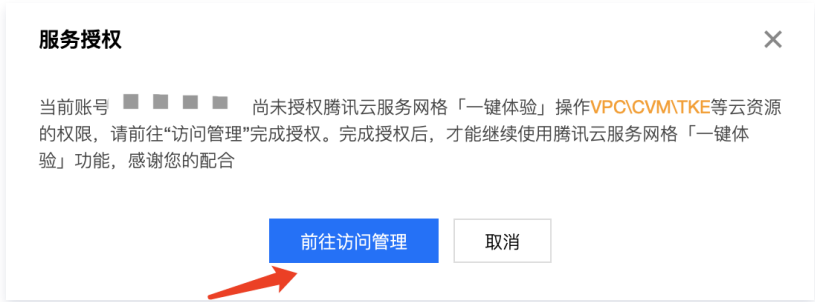 服务授权
当前账号 尚未授权腾讯云服务网格「一键体验」操作VPC\CVM\TKE等云资源
的权限，请前往“访问管理”完成授权。完成授权后，才能继续使用腾讯云服务网格「一键体
验」功能，感谢您的配合
前往访问管理 取消